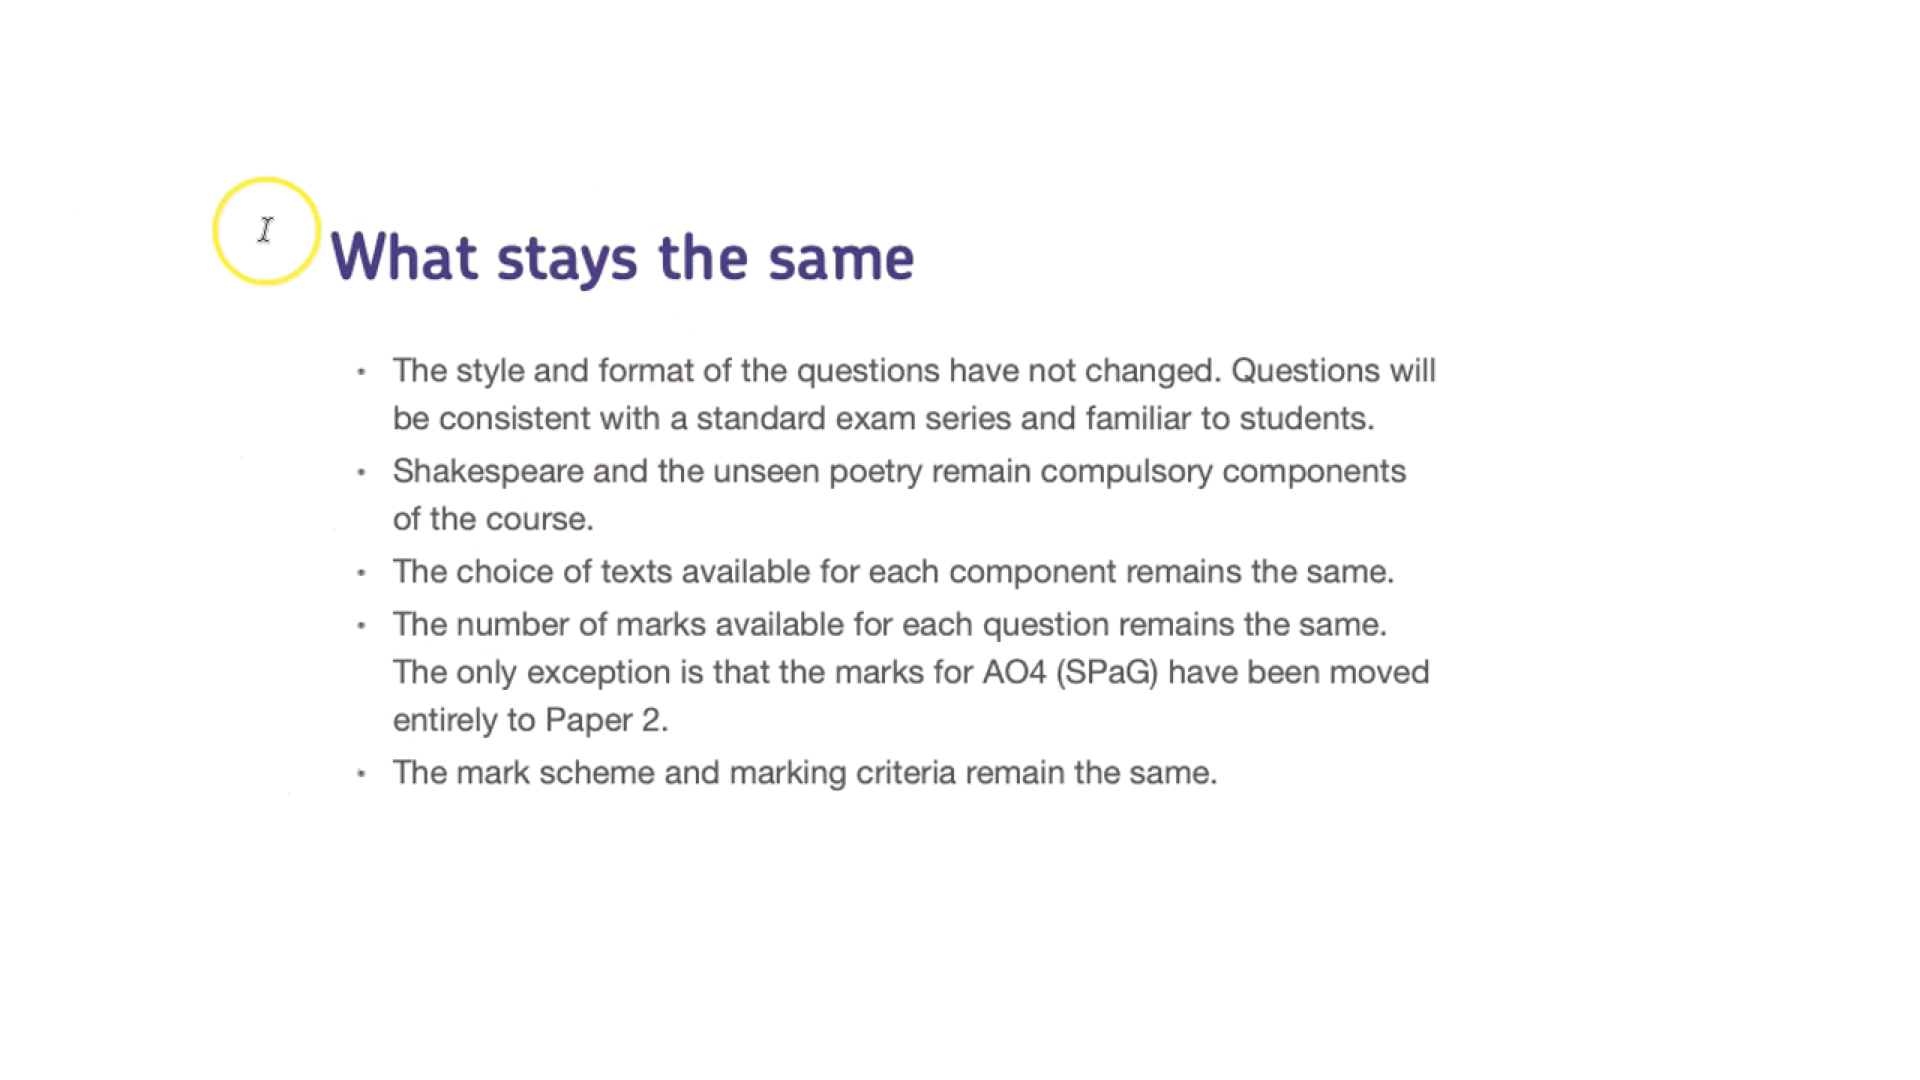 What stays the same
• The style and format of the questions have not changed. Questions will
be consistent with a standard exam series and familiar to students.
• Shakespeare and the unseen poetry remain compulsory components
of the course.
• The choice of texts available for each component remains the same.
• The number of marks available for each question remains the same.
The only exception is that the marks for AO4 (SPaG) have been moved
entirely to Paper 2.
• The mark scheme and marking criteria remain the same.